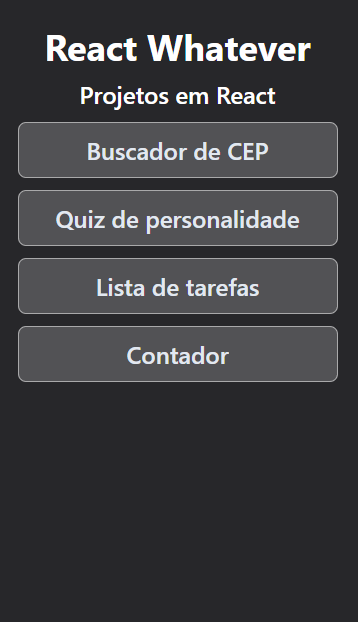 React Whatever
Projetos em React
Buscador de CEP
Quiz de personalidade
Lista de tarefas
Contador